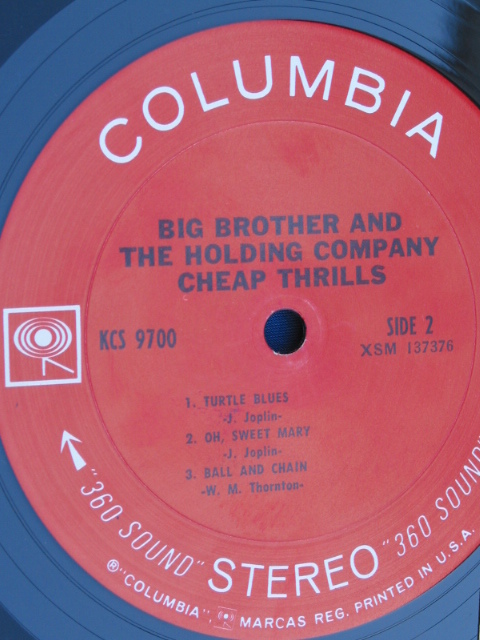 COLUMBIA
BIG BROTHER AND
THE HOLDING COMPANY
CHEAP THRILLS
KCS 9700
SIDE 2
XSM 137376
1. TURTLE BLUES
-J. Joplin-
2. OH, SWEET MARY
-J. Joplin-
3. BALL AND CHAIN
-W. M. Thornton-
"360 SOUND" STEREO "360 SOUND"
®"COLUMBIA", MARCAS REG. PRINTED IN U.S.A.